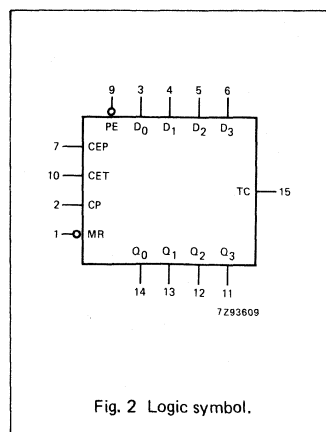 9 3 4 5 6
PE D0 D1 D2 D3
7 CEP
10 CET
TC 15
2 CP
1 MR
Q0 Q1 Q2 Q3
14 13 12 11
7Z93609
Fig. 2 Logic symbol.